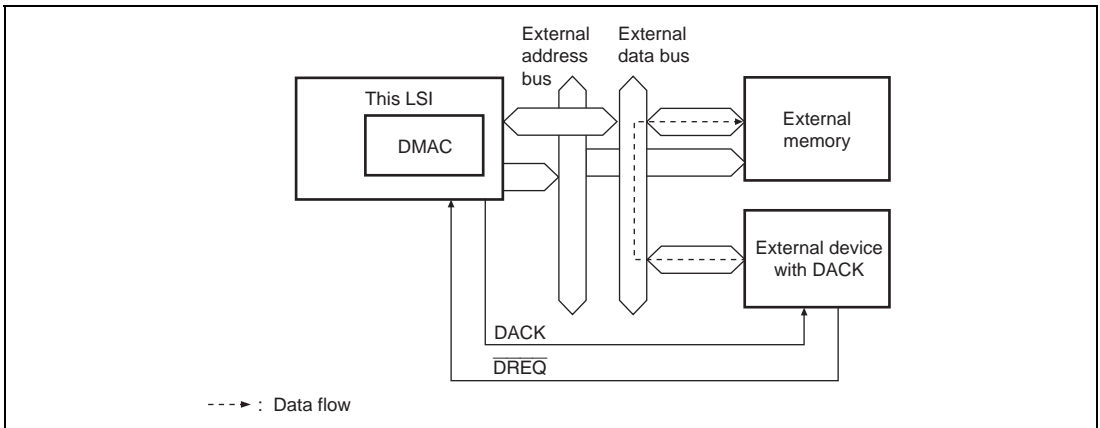 External
address
bus
External
data bus
This LSI
DMAC
External
memory
External device
with DACK
DACK
DREQ
: Data flow